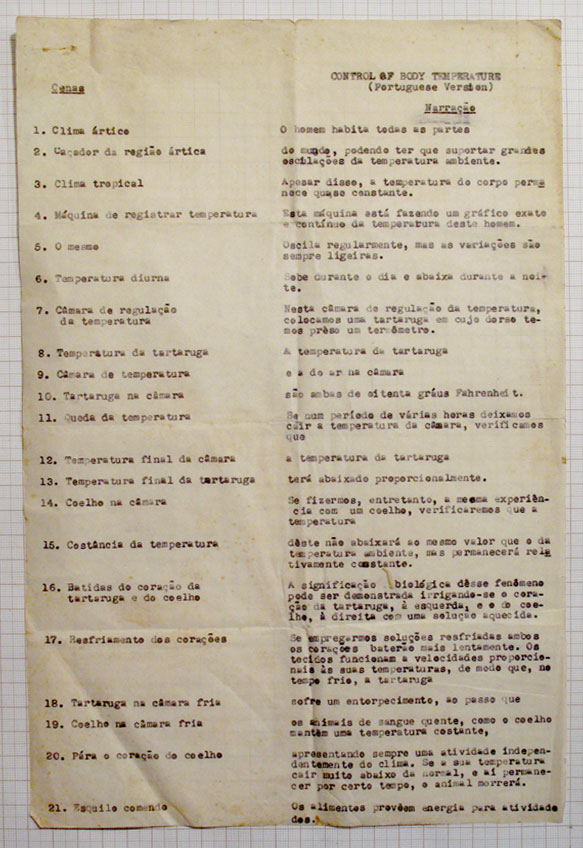 CONTROL OF BODY TEMPERATURE
(Portuguese Version)
Cenas
Narração
1. Clima ártico
O homem habita todas as partes
2. Caçador da região ártica
do mundo, podendo ter que suportar grandes
oscilações da temperatura ambiente.
3. Clima tropical
Apesar disso, a temperatura do corpo perma
nece quase constante.
4. Máquina de registrar temperatura
Esta máquina está fazendo um gráfico exato
e contínuo da temperatura deste homem.
5. O mesmo
Oscila regularmente, mas as variações são
sempre ligeiras.
6. Temperatura diurna
Sobe durante o dia e abaixa durante a noi-
te.
7. Câmara de regulação
da temperatura
Nesta câmara de regulação da temperatura,
colocamos uma tartaruga em cujo dorso te-
mos prêso um termômetro.
8. Temperatura da tartaruga
A temperatura da tartaruga
9. Câmara de temperatura
e a do ar na câmara
10. Tartaruga na câmara
são ambas de oitenta gráus Fahrenheit.
11. Queda da temperatura
Se num período de várias horas deixamos
cair a temperatura da câmara, verificamos
que
12. Temperatura final da câmara
a temperatura da tartaruga
13. Temperatura final da tartaruga
terá abaixado proporcionalmente.
14. Coelho na câmara
Se fizermos, entretanto, a mesma experiên-
cia com um coelho, verificaremos que a
temperatura
15. Costância da temperatura
dêste não abaixará ao mesmo valor que o da
temperatura ambiente, mas permanecerá rela
tivamente constante.
16. Batidas do coração da
tartaruga e do coelho
A significação biológica dêsse fenômeno
pode ser demonstrada irrigando-se o cora-
ção da tartaruga, à esquerda, e o do coe-
lho, à direita com uma solução aquecida.
17. Resfriamento dos corações
Se empregarmos soluções resfriadas ambos
os corações baterão mais lentamente. Os
tecidos funcionam a velocidades proporcio-
nais às suas temperaturas, de modo que, no
tempo frio, a tartaruga
18. Tartaruga na câmara fria
sofre um entorpecimento, ao passo que
19. Coelho na câmara fria
os animais de sangue quente, como o coelho
mantêm uma temperatura costante,
20. Pára o coração do coelho
apresentando sempre uma atividade indepen-
dentemente do clima. Se a sua temperatura
cair muito abaixo da normal, e aí permane-
cer por certo tempo, o animal morrerá.
21. Esquilo comendo
Os alimentos provêem energia para atividade
dos.